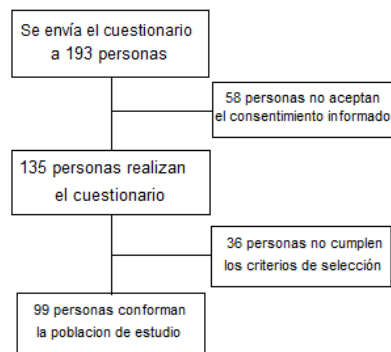 Se envía el cuestionario
a 193 personas
58 personas no aceptan
el consentimiento informado
135 personas realizan
el cuestionario
36 personas no cumplen
los criterios de selección
99 personas conforman
la poblacion de estudio